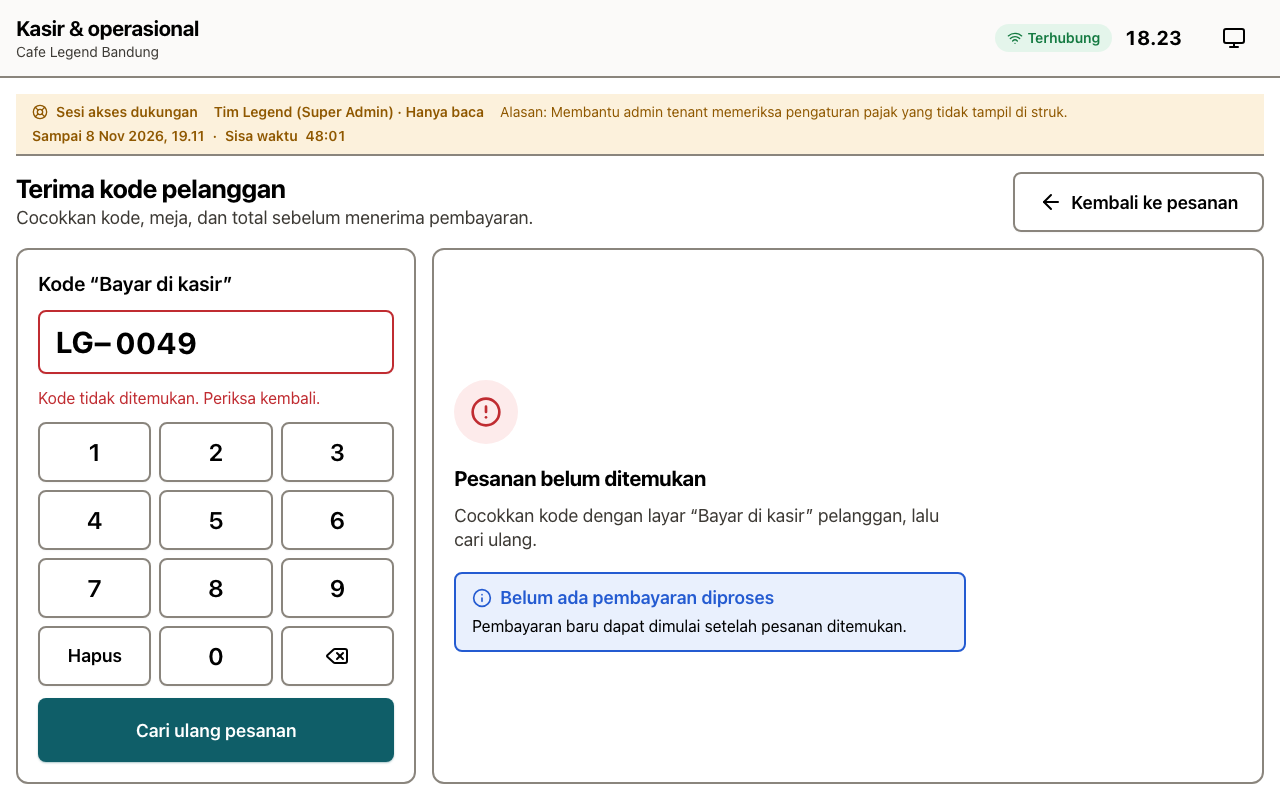 Kasir & operasional
Cafe Legend Bandung
Terhubung
18.23
Sesi akses dukungan Tim Legend (Super Admin) · Hanya baca Alasan: Membantu admin tenant memeriksa pengaturan pajak yang tidak tampil di struk.
Sampai 8 Nov 2026, 19.11 · Sisa waktu 48:01
Terima kode pelanggan
Cocokkan kode, meja, dan total sebelum menerima pembayaran.
Kembali ke pesanan
Kode “Bayar di kasir”
LG–0049
Kode tidak ditemukan. Periksa kembali.
1 2 3
4 5 6
7 8 9
Hapus 0
Cari ulang pesanan
Pesanan belum ditemukan
Cocokkan kode dengan layar “Bayar di kasir” pelanggan, lalu
cari ulang.
Belum ada pembayaran diproses
Pembayaran baru dapat dimulai setelah pesanan ditemukan.